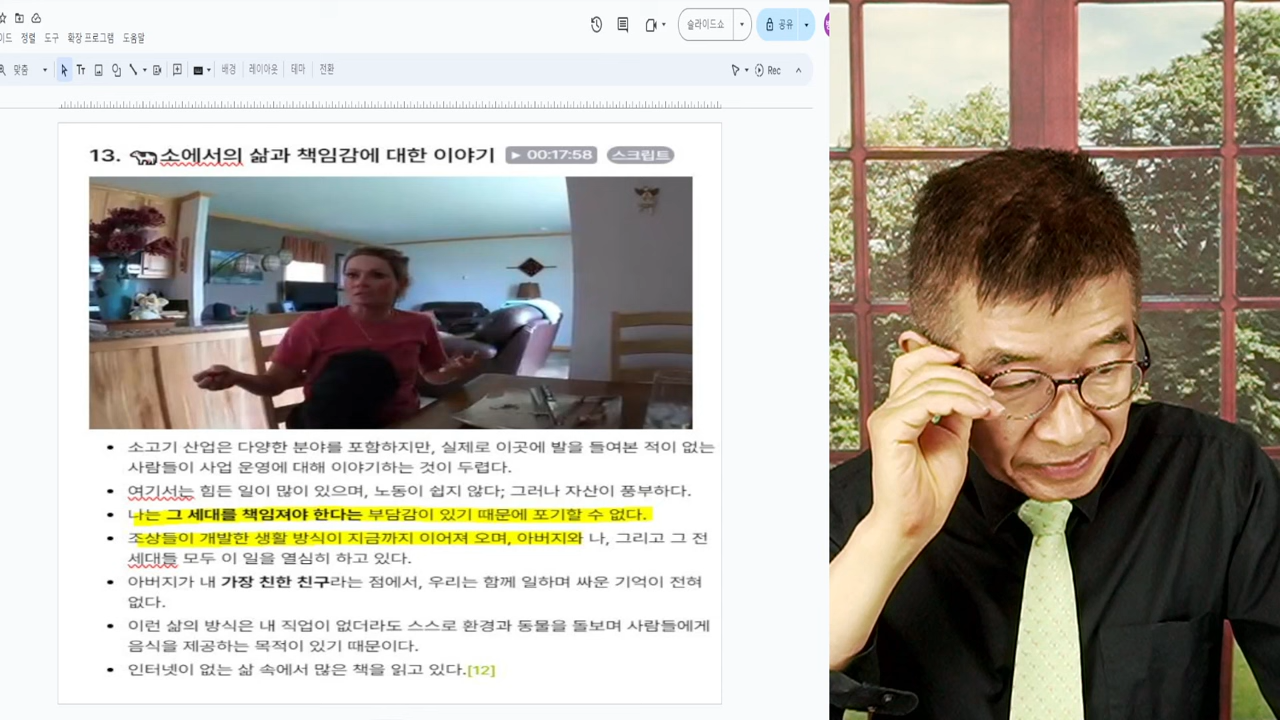 이드 정렬 도구 확장 프로그램 도움말
슬라이드쇼
공유
맞춤
배경 레이아웃 테마 전환
Rec
13. 소에서의 삶과 책임감에 대한 이야기 ▶ 00:17:58 스크립트
• 소고기 산업은 다양한 분야를 포함하지만, 실제로 이곳에 발을 들여본 적이 없는
사람들이 사업 운영에 대해 이야기하는 것이 두렵다.
• 여기서는 힘든 일이 많이 있으며, 노동이 쉽지 않다; 그러나 자산이 풍부하다.
• 나는 그 세대를 책임져야 한다는 부담감이 있기 때문에 포기할 수 없다.
• 조상들이 개발한 생활 방식이 지금까지 이어져 오며, 아버지와 나, 그리고 그 전
세대들 모두 이 일을 열심히 하고 있다.
• 아버지가 내 가장 친한 친구라는 점에서, 우리는 함께 일하며 싸운 기억이 전혀
없다.
• 이런 삶의 방식은 내 직업이 없더라도 스스로 환경과 동물을 돌보며 사람들에게
음식을 제공하는 목적이 있기 때문이다.
• 인터넷이 없는 삶 속에서 많은 책을 읽고 있다.[12]